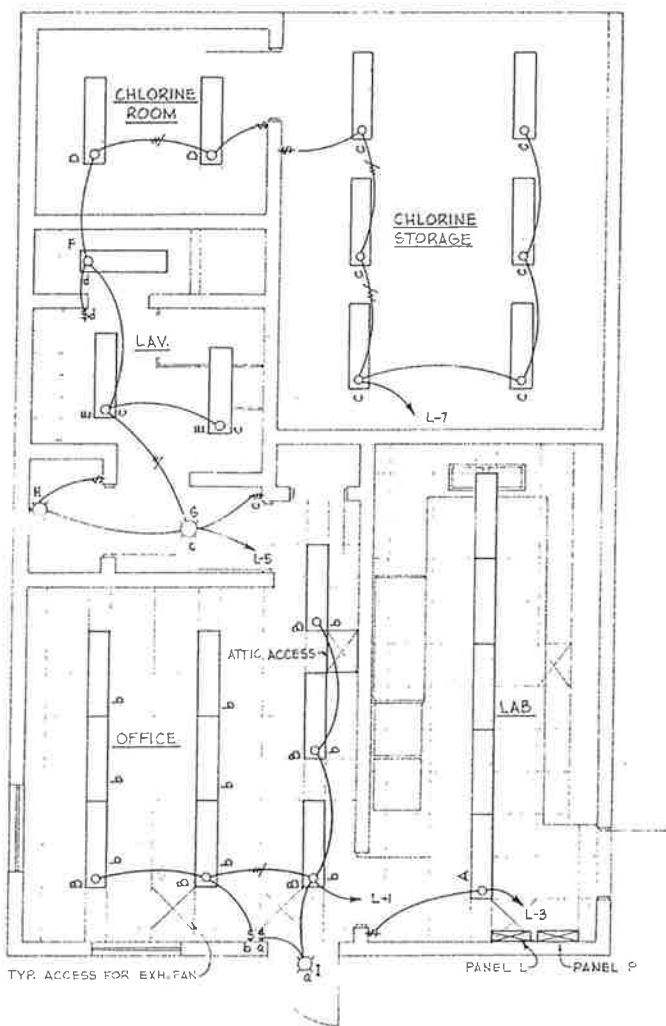 CHLORINE
ROOM
D
D
C
C
CHLORINE
STORAGE
F
d
C
C
d
LAV.
E
c
E
c
C
C
L-7
H
G
c
c
L-5
B
b
ATTIC ACCESS
b
LAB
OFFICE
b
b
B
b
b
b
B
B
B
b
A
L-1
L-3
S
b
a
a
I
TYP. ACCESS FOR EXH. FAN
PANEL L
PANEL P